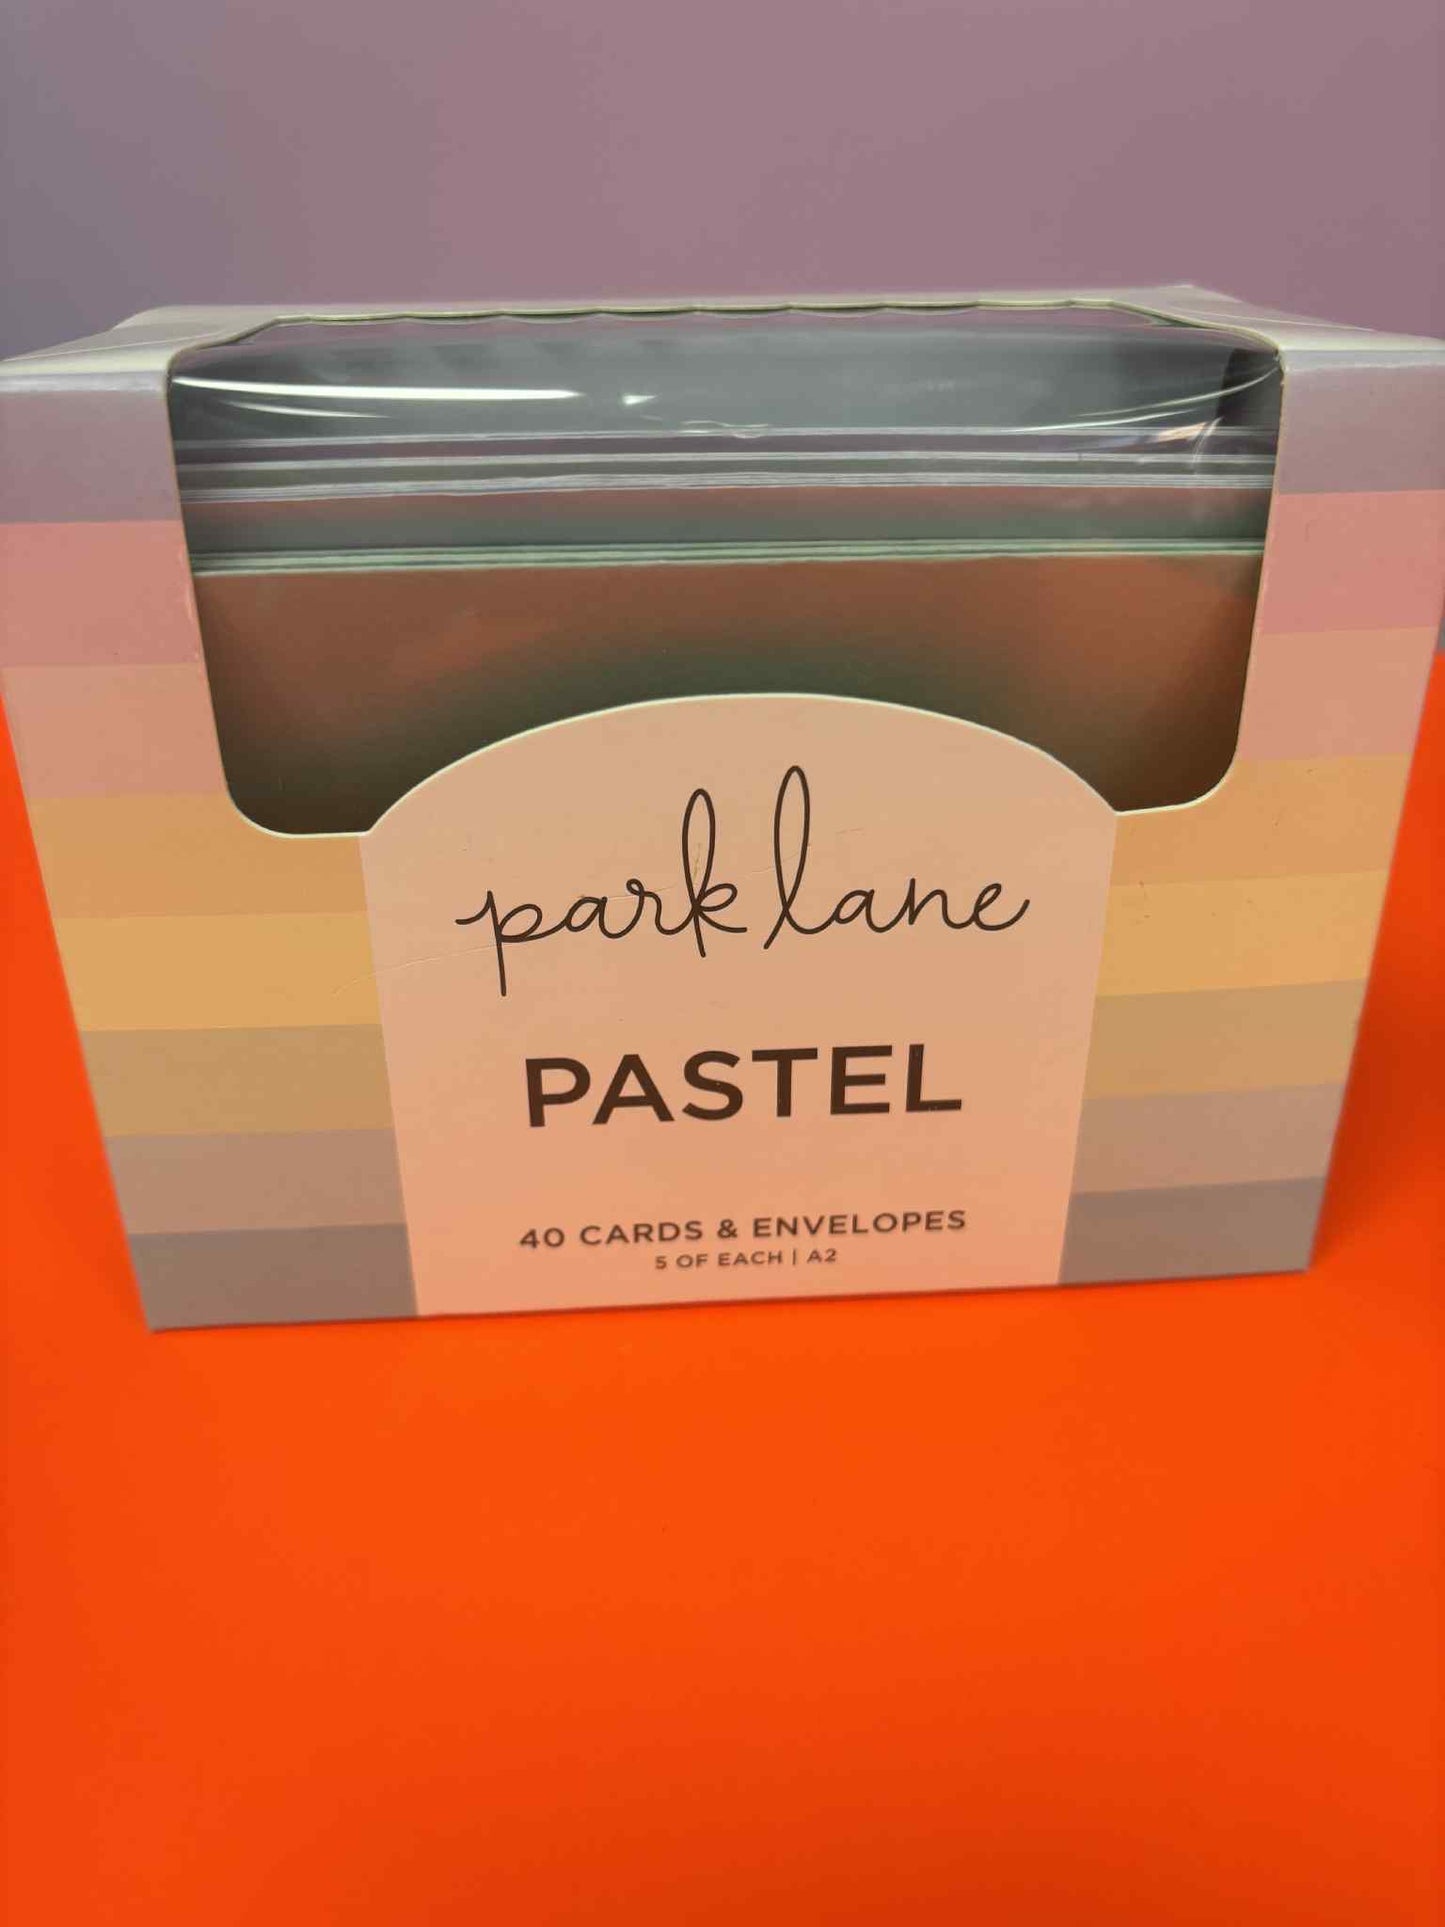 park lane
PASTEL
40 CARDS & ENVELOPES
5 OF EACH | A2